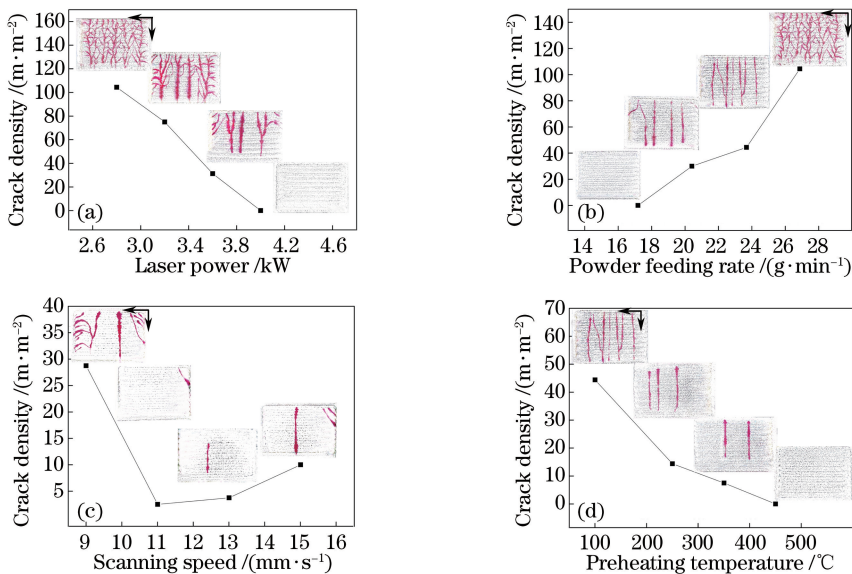 160
140
120
100
80
60
40
20
0
Crack density /(m·m⁻²)
(a)
2.6 3.0 3.4 3.8 4.2 4.6
Laser power /kW
140
120
100
80
60
40
20
0
Crack density /(m·m⁻²)
(b)
14 16 18 20 22 24 26 28
Powder feeding rate /(g·min⁻¹)
40
35
30
25
20
15
10
5
Crack density /(m·m⁻²)
(c)
9 10 11 12 13 14 15 16
Scanning speed /(mm·s⁻¹)
70
60
50
40
30
20
10
0
Crack density /(m·m⁻²)
(d)
100 200 300 400 500
Preheating temperature /℃